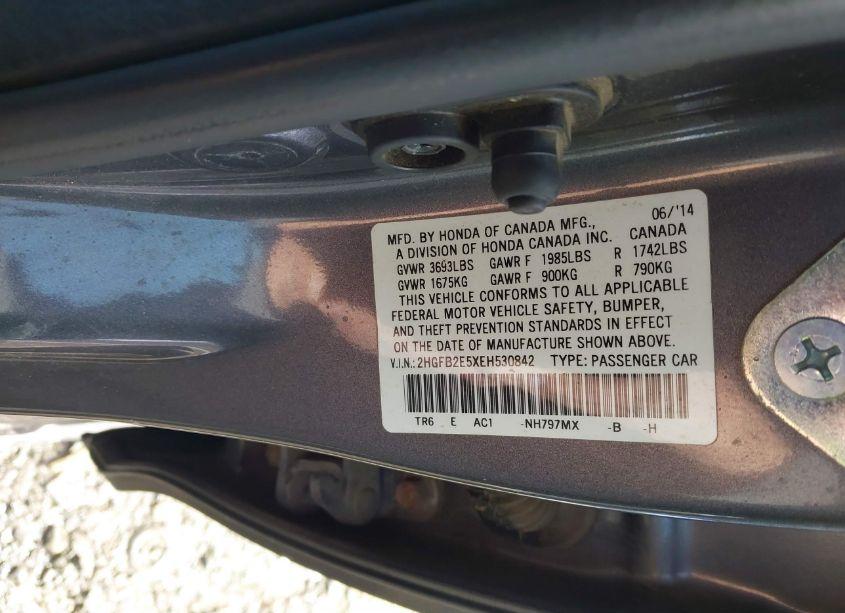 06/'14
MFD. BY HONDA OF CANADA MFG.,
A DIVISION OF HONDA CANADA INC. CANADA
GVWR 3693LBS GAWR F 1985LBS R 1742LBS
GVWR 1675KG GAWR F 900KG R 790KG
THIS VEHICLE CONFORMS TO ALL APPLICABLE
FEDERAL MOTOR VEHICLE SAFETY, BUMPER,
AND THEFT PREVENTION STANDARDS IN EFFECT
ON THE DATE OF MANUFACTURE SHOWN ABOVE.
V.I.N.: 2HGFB2E5XEH530842 TYPE: PASSENGER CAR
TR6 E AC1 -NH797MX -B -H